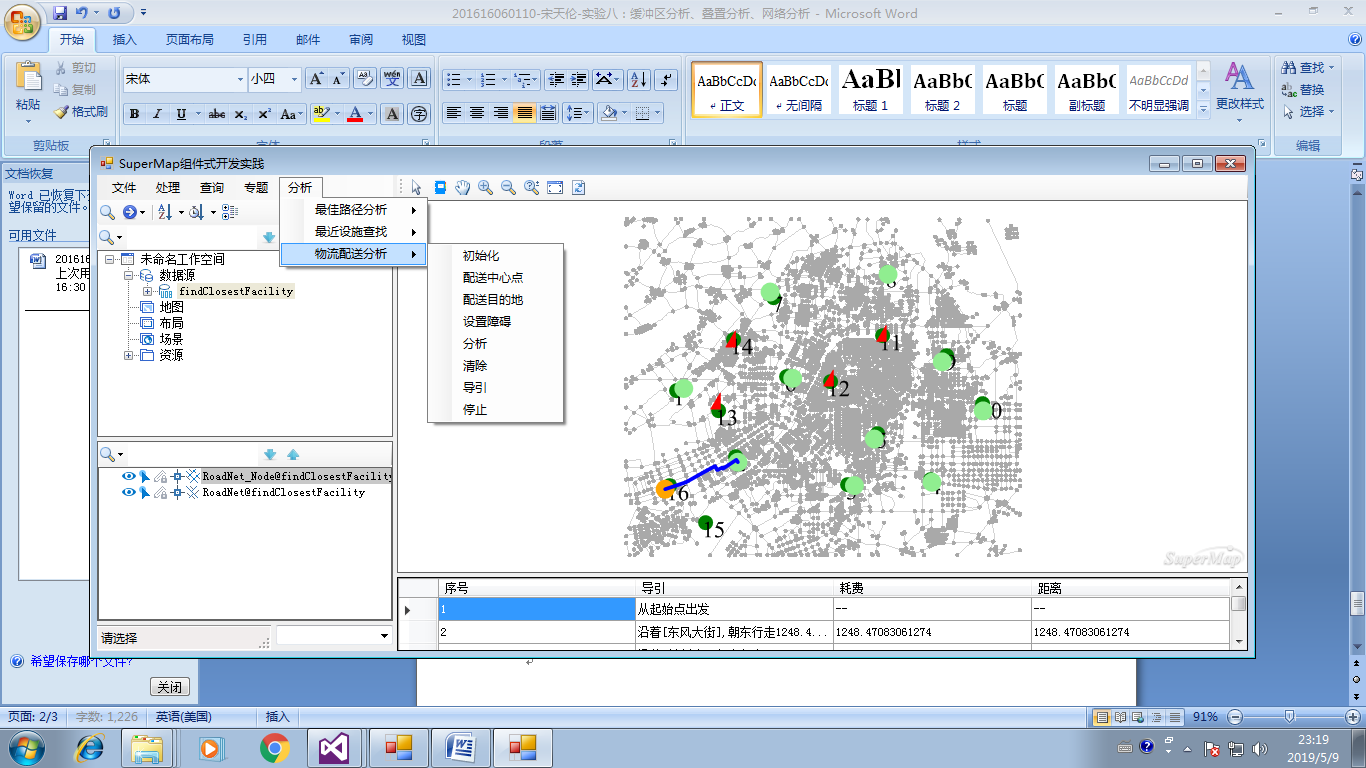 201616060110-宋天伦-实验八：缓冲区分析、叠置分析、网络分析 - Microsoft Word
开始 插入 页面布局 引用 邮件 审阅 视图
粘贴 剪切 复制 格式刷
宋体 小四
AaBbCcDc AaBbCcDc AaBl AaBbC AaBbC AaBbC AaBbCcDd
正文 无间隔 标题 1 标题 2 标题 副标题 不明显强调
更改样式
查找 替换 选择
剪贴板 字体 段落 样式 编辑
文档恢复
Word 已恢复下
望保留的文件。
可用文件
201616
上次用
16:30
希望保存哪个文件?
关闭
SuperMap组件式开发实践
文件 处理 查询 专题 分析
最佳路径分析
最近设施查找
物流配送分析
初始化
配送中心点
配送目的地
设置障碍
分析
清除
导引
停止
未命名工作空间
数据源
findClosestFacility
地图
布局
场景
资源
RoadNet_Node@findClosestFacility
RoadNet@findClosestFacility
请选择
7
14
11
12
1
13
16
15
SuperMap
序号 导引 耗费 距离
1 从起始点出发 -- --
2 沿着[东风大街],朝东行走1248.4... 1248.47083061274 1248.47083061274
页面: 2/3 字数: 1,226 英语(美国) 插入 91%
23:19
2019/5/9